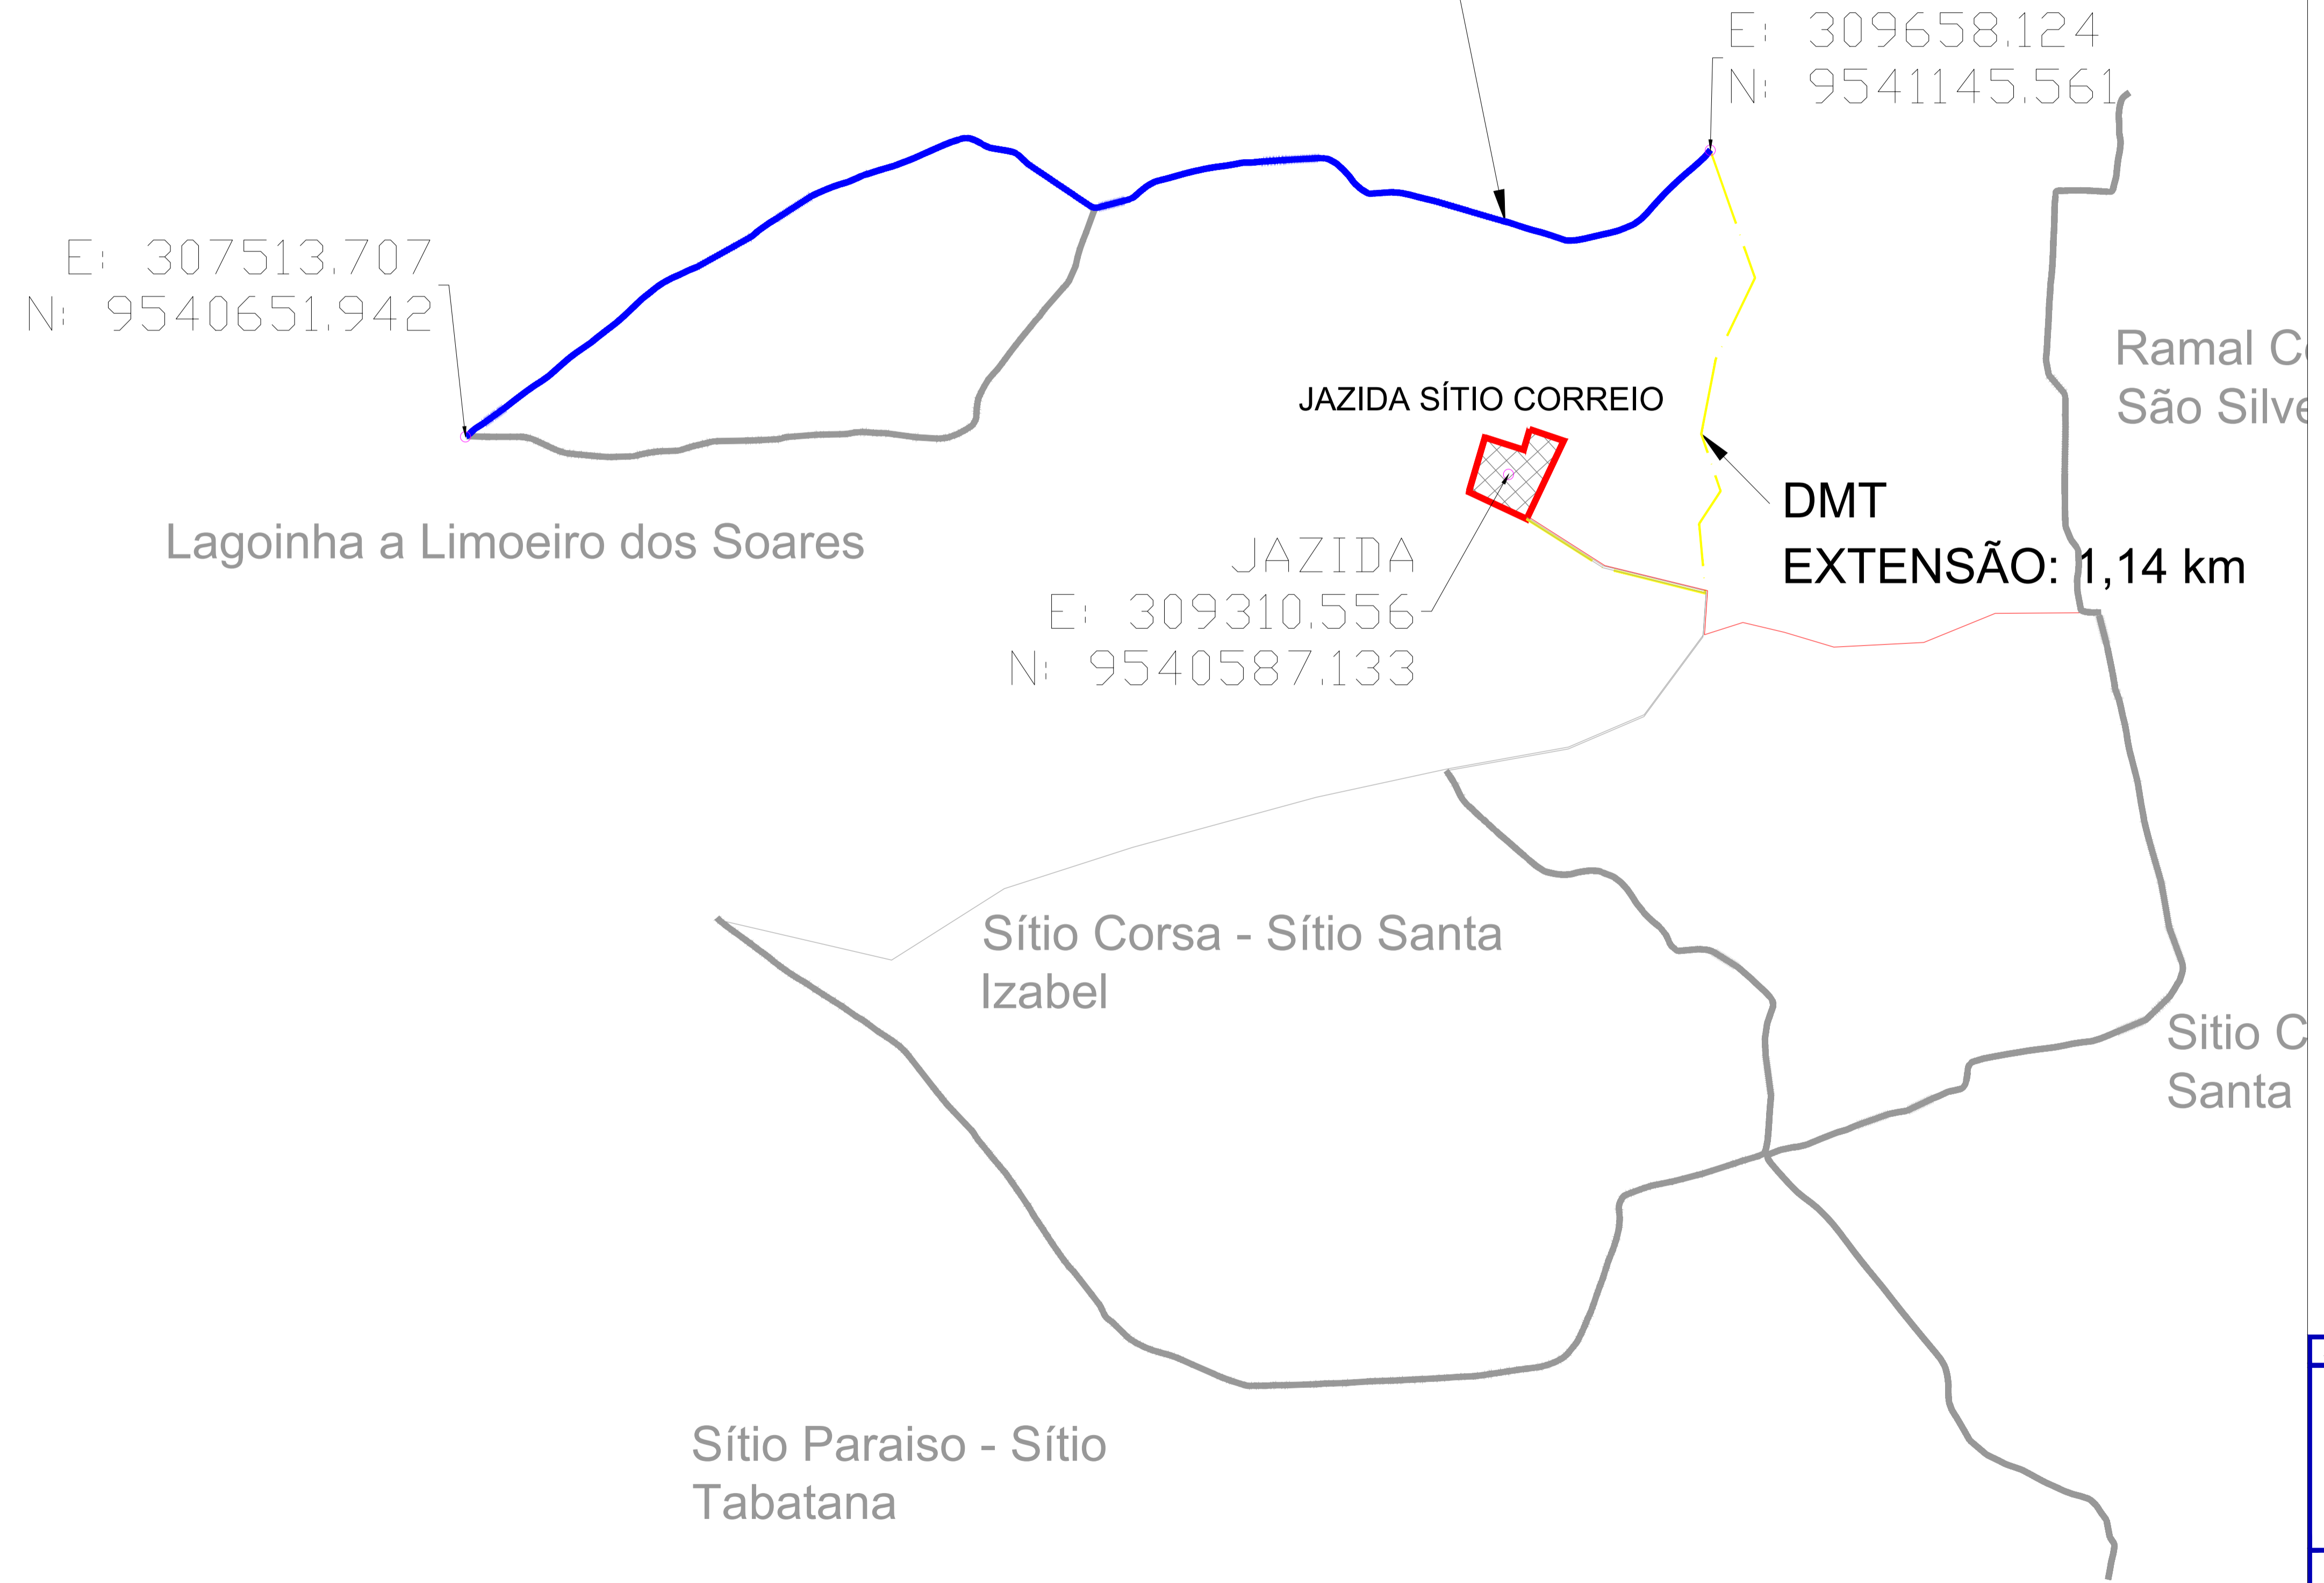 E: 309658.124
N: 9541145.561
E: 307513.707
N: 9540651.942
Ramal
São
JAZIDA SÍTIO CORREIO
DMT
EXTENSÃO: 1,14 km
Lagoinha a Limoeiro dos Soares
JAZIDA
E: 309310.556
N: 9540587.133
Sítio Corsa - Sítio Santa
Izabel
Sitio
Santa
Sítio Paraiso - Sítio
Tabatana